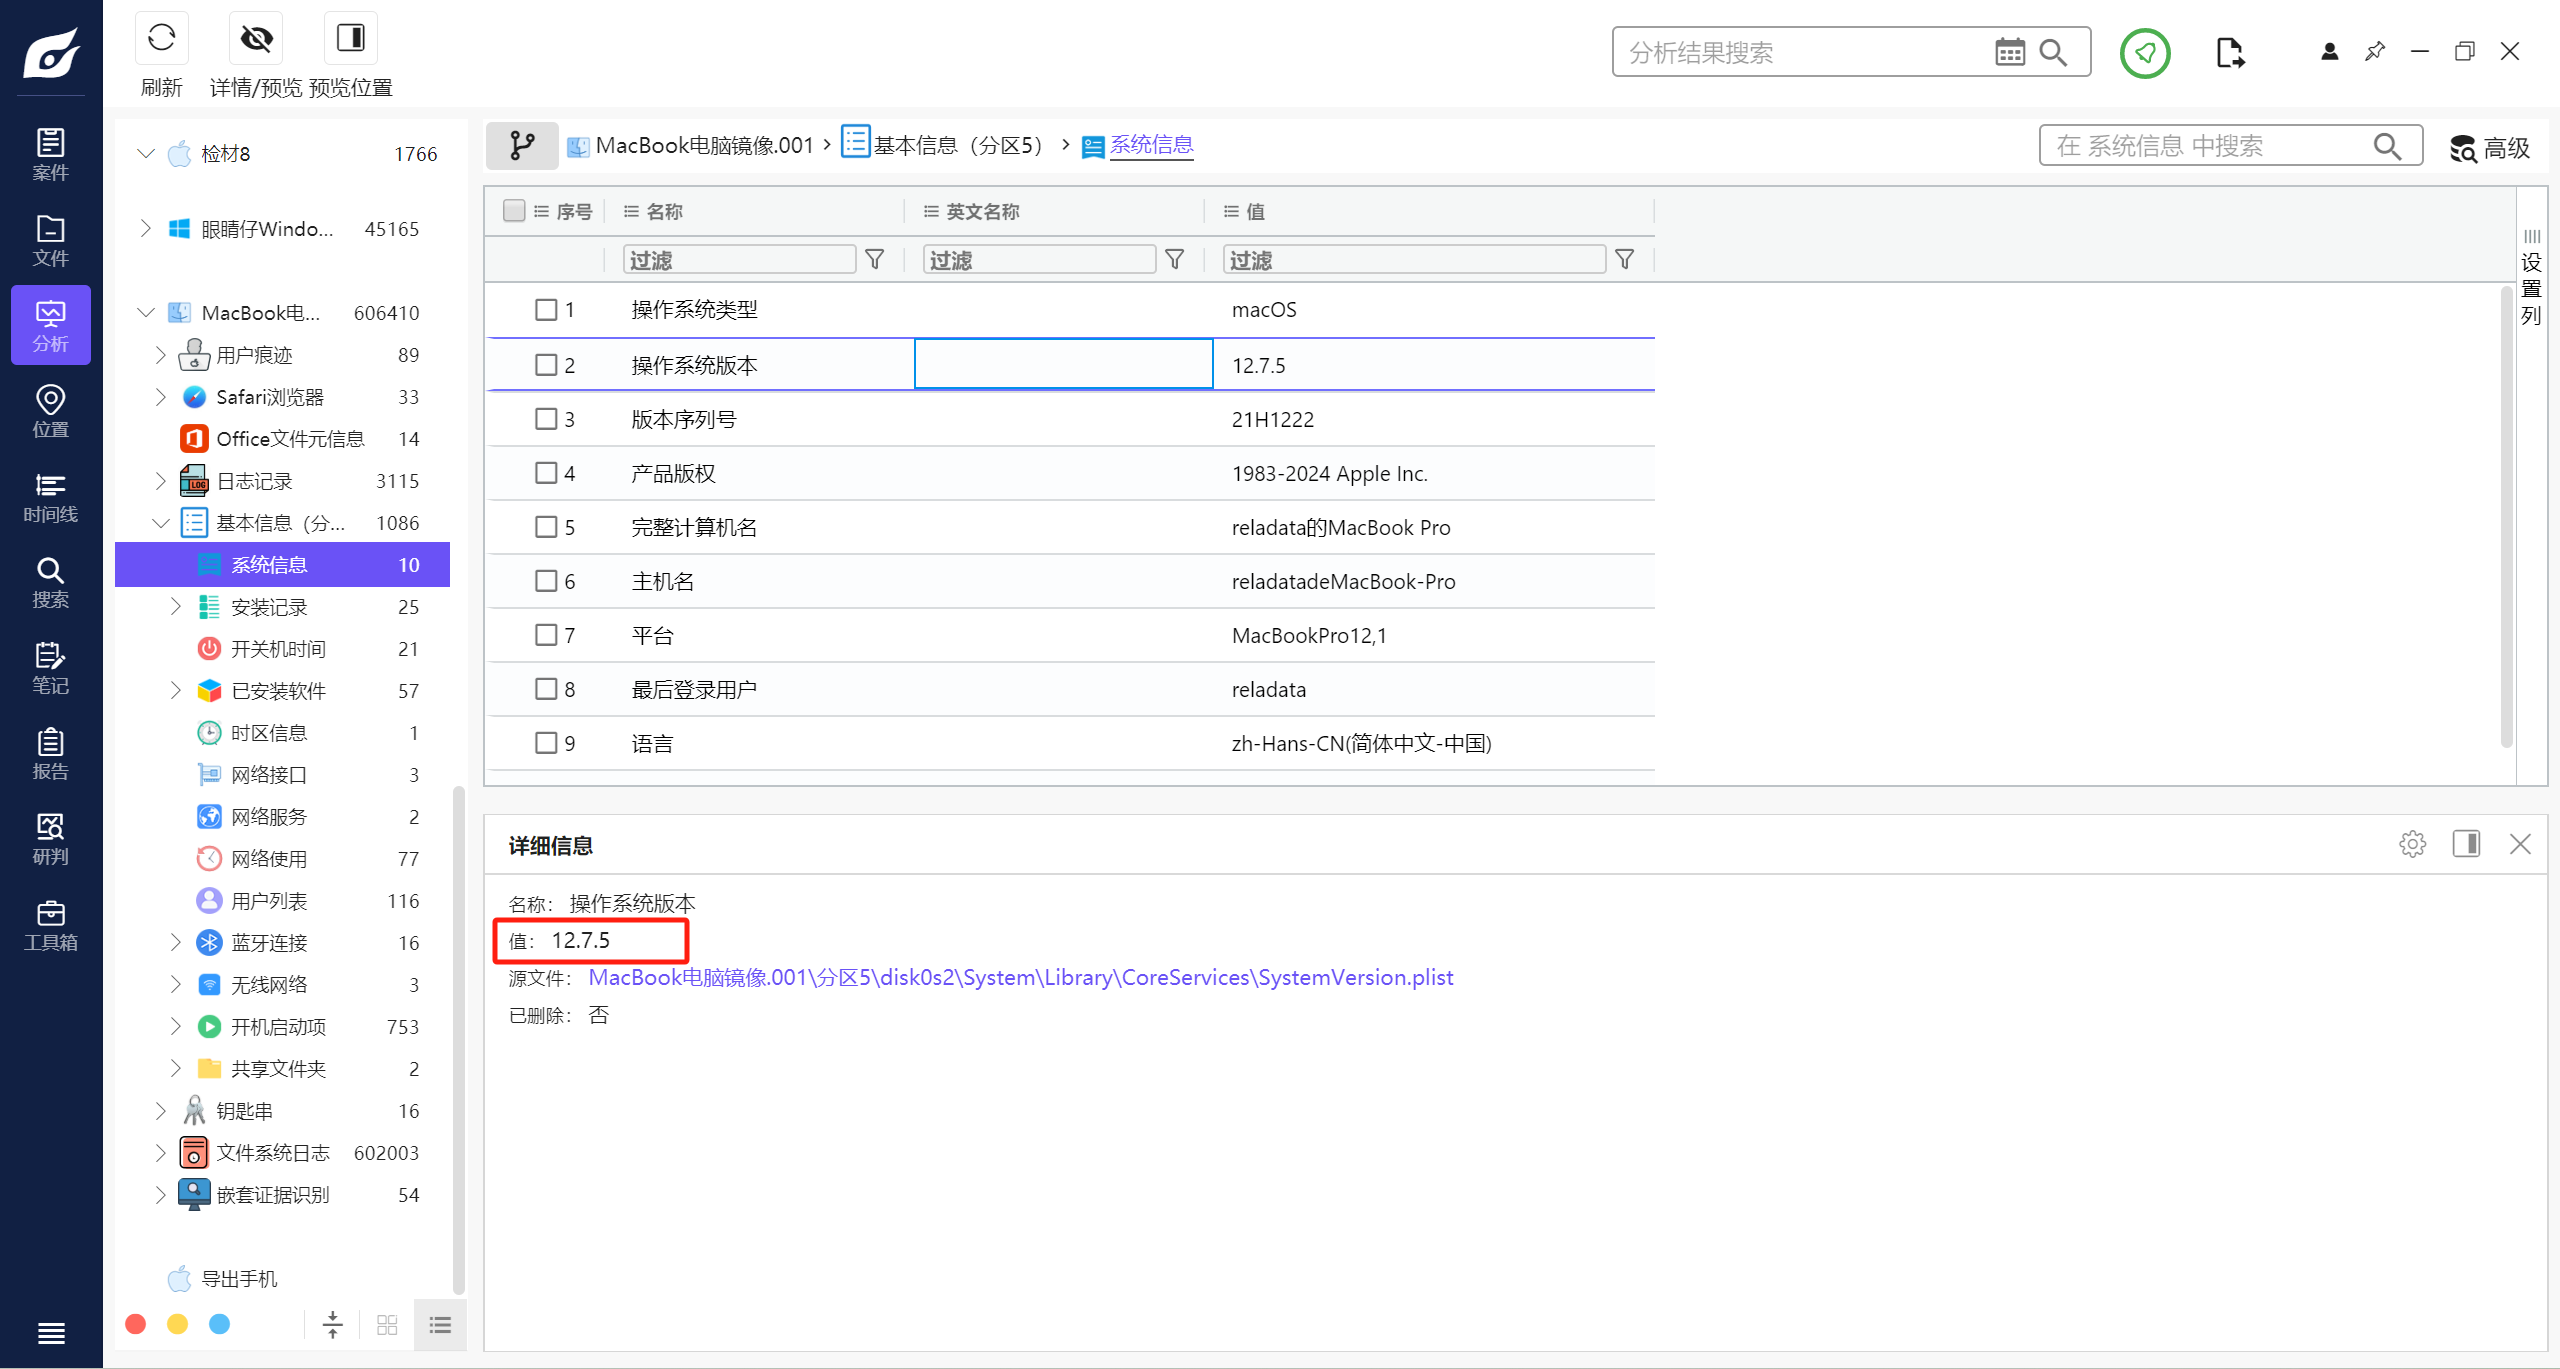 刷新
详情/预览
预览位置
分析结果搜索
案件
文件
分析
位置
时间线
搜索
笔记
报告
研判
工具箱
检材8 1766
眼睛仔Windo... 45165
MacBook电... 606410
用户痕迹 89
Safari浏览器 33
Office文件元信息 14
日志记录 3115
基本信息（分... 1086
系统信息 10
安装记录 25
开关机时间 21
已安装软件 57
时区信息 1
网络接口 3
网络服务 2
网络使用 77
用户列表 116
蓝牙连接 16
无线网络 3
开机启动项 753
共享文件夹 2
钥匙串 16
文件系统日志 602003
嵌套证据识别 54
导出手机
MacBook电脑镜像.001 › 基本信息（分区5） › 系统信息
在 系统信息 中搜索
高级
序号 名称 英文名称 值
过滤 过滤 过滤
1 操作系统类型 macOS
2 操作系统版本 12.7.5
3 版本序列号 21H1222
4 产品版权 1983-2024 Apple Inc.
5 完整计算机名 reladata的MacBook Pro
6 主机名 reladatadeMacBook-Pro
7 平台 MacBookPro12,1
8 最后登录用户 reladata
9 语言 zh-Hans-CN(简体中文-中国)
设置列
详细信息
名称： 操作系统版本
值： 12.7.5
源文件： MacBook电脑镜像.001\分区5\disk0s2\System\Library\CoreServices\SystemVersion.plist
已删除： 否